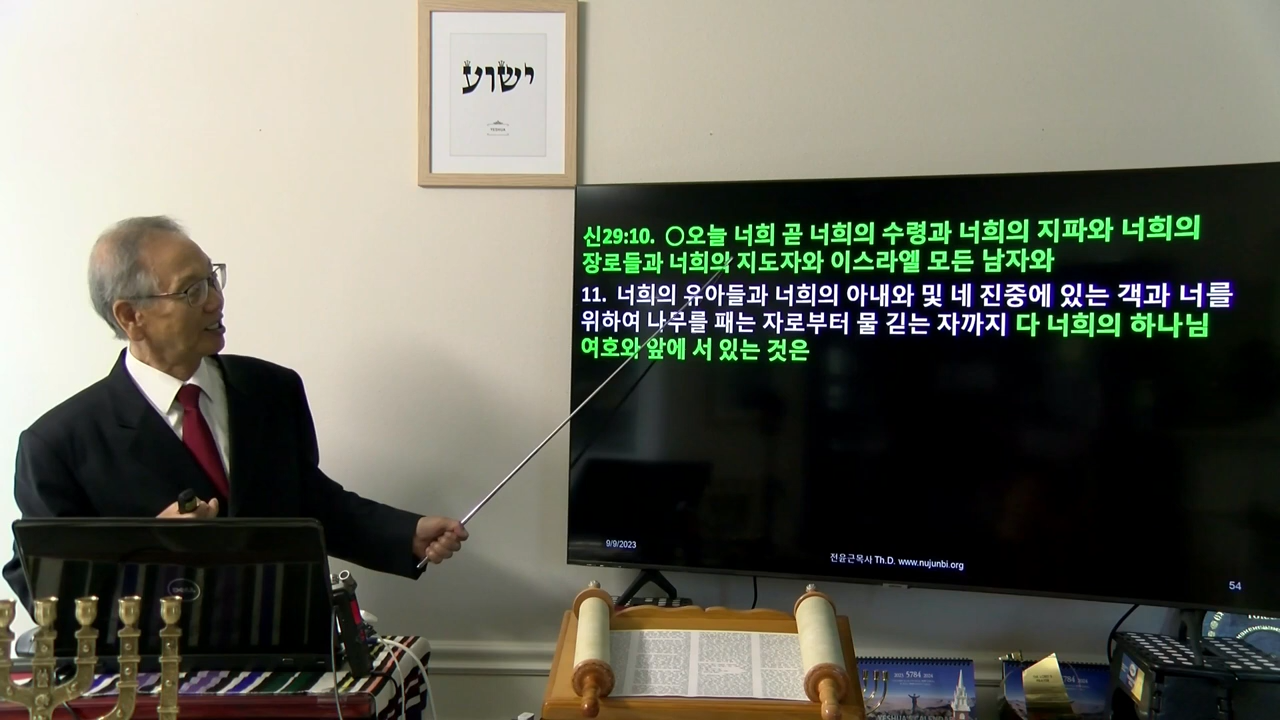 ישוע
YESHUA
신29:10. ○오늘 너희 곧 너희의 수령과 너희의 지파와 너희의
장로들과 너희의 지도자와 이스라엘 모든 남자와
11. 너희의 유아들과 너희의 아내와 및 네 진중에 있는 객과 너를
위하여 나무를 패는 자로부터 물 긷는 자까지 다 너희의 하나님
여호와 앞에 서 있는 것은
9/9/2023
전윤근목사 Th.D. www.nujunbi.org
54
DELL
5784
5784